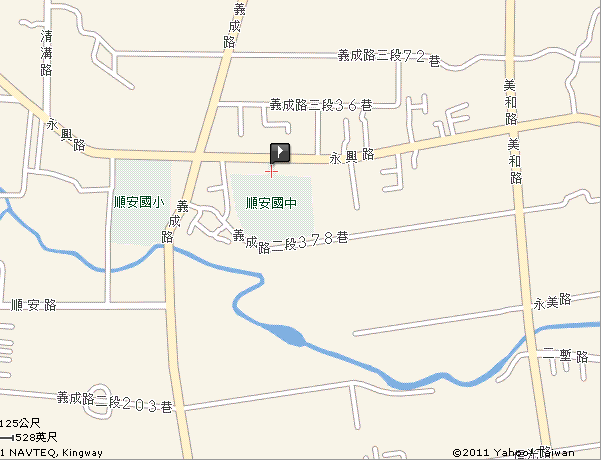 義成路
清溝路
義成路三段72巷
美和路
義成路三段36巷
永興路
永興路
美和路
順安國小
順安國中
義成路
義成路二段378巷
順安路
永美路
二塹路
義成路二段203巷
125公尺
528英尺
1 NAVTEQ, Kingway
©2011 Yahoo! Taiwan